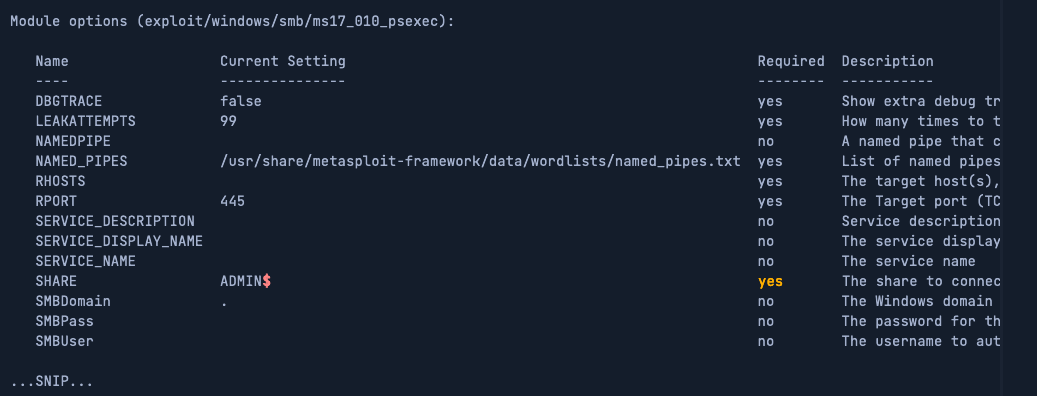 Module options (exploit/windows/smb/ms17_010_psexec):
Name Current Setting Required Description
---- --------------- -------- -----------
DBGTRACE false yes Show extra debug tr
LEAKATTEMPTS 99 yes How many times to t
NAMEDPIPE no A named pipe that c
NAMED_PIPES /usr/share/metasploit-framework/data/wordlists/named_pipes.txt yes List of named pipes
RHOSTS yes The target host(s),
RPORT 445 yes The Target port (TC
SERVICE_DESCRIPTION no Service description
SERVICE_DISPLAY_NAME no The service display
SERVICE_NAME no The service name
SHARE ADMIN$ yes The share to connec
SMBDomain . no The Windows domain
SMBPass no The password for th
SMBUser no The username to aut
...SNIP...